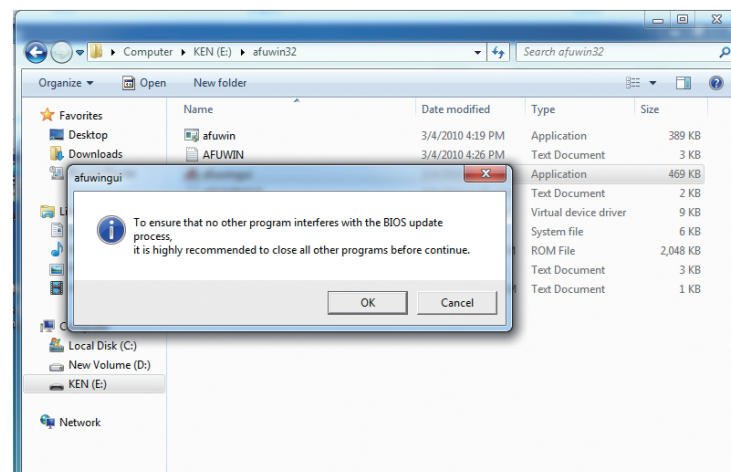 Computer ▸ KEN (E:) ▸ afuwin32
Search afuwin32
Organize
Open
New folder
Name
Date modified
Type
Size
Favorites
Desktop
Downloads
afuwin 3/4/2010 4:19 PM Application 389 KB
AFUWIN 3/4/2010 4:26 PM Text Document 3 KB
Application 469 KB
Text Document 2 KB
Virtual device driver 9 KB
System file 6 KB
ROM File 2,048 KB
Text Document 3 KB
Text Document 1 KB
afuwingui
To ensure that no other program interferes with the BIOS update
process,
it is highly recommended to close all other programs before continue.
OK
Cancel
Local Disk (C:)
New Volume (D:)
KEN (E:)
Network